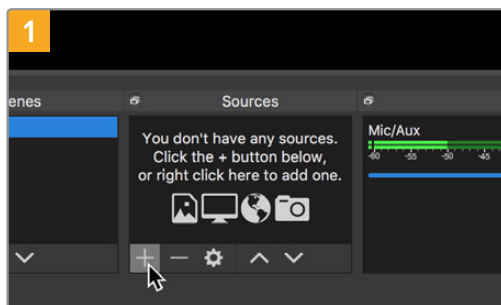 1
enes
Sources
You don't have any sources.
Click the + button below,
or right click here to add one.
Mic/Aux
-60 -55 -50 -45